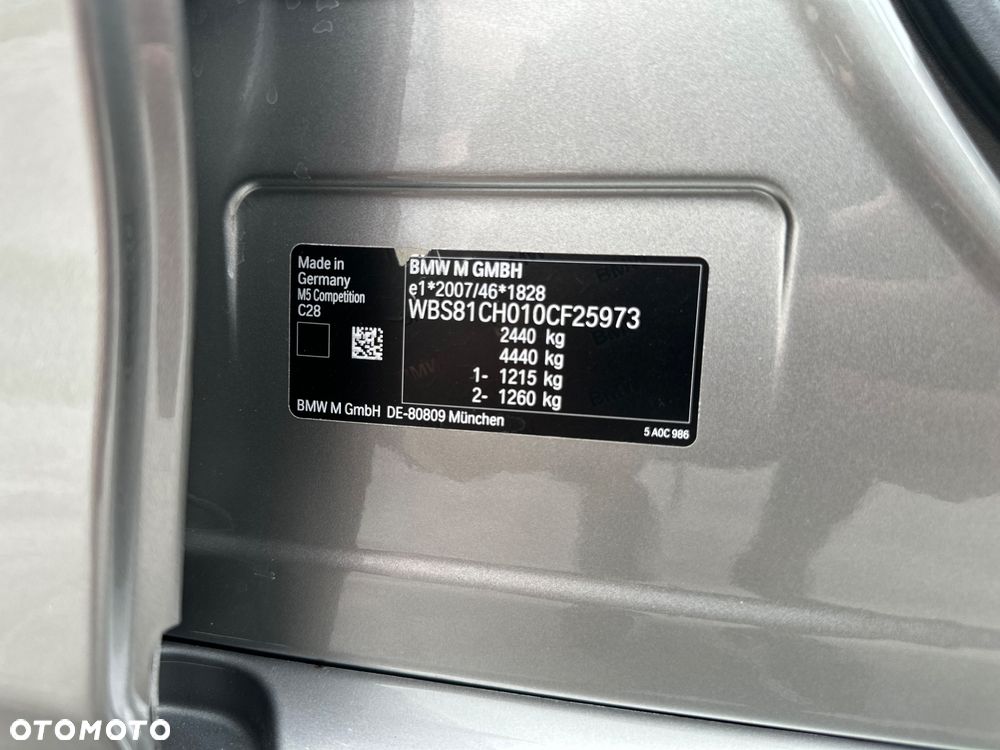 Made in
Germany
M5 Competition
C28
BMW M GMBH
e1*2007/46*1828
WBS81CH010CF25973
2440 kg
4440 kg
1- 1215 kg
2- 1260 kg
BMW M GmbH DE-80809 München
5 A0C 986
OTOMOTO